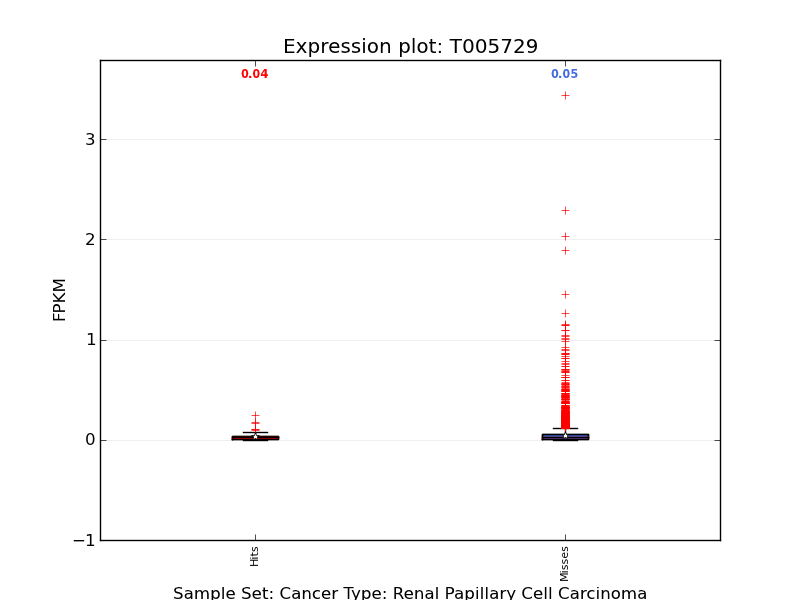 Expression plot: T005729
0.04
0.05
3
2
1
0
−1
FPKM
Hits
Misses
Sample Set: Cancer Type: Renal Papillary Cell Carcinoma